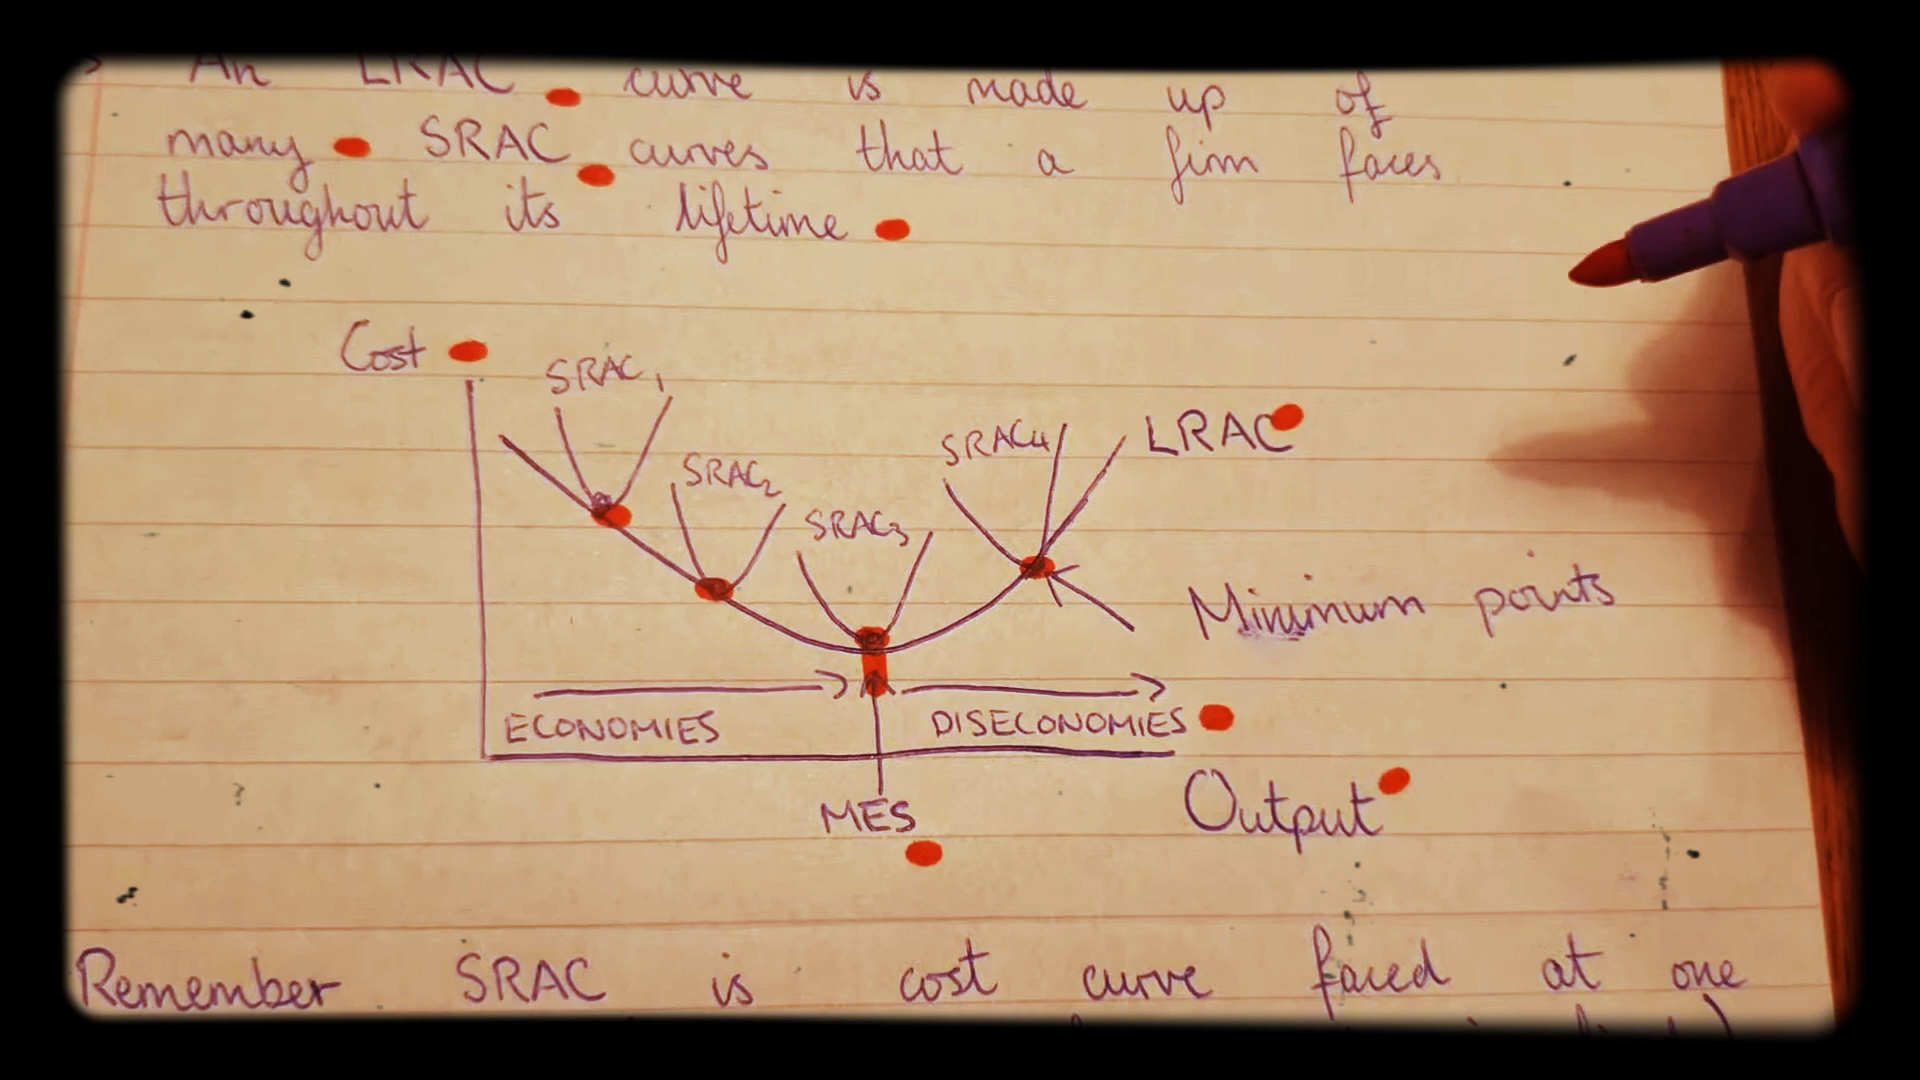 An LRAC curve is made up of
many SRAC curves that a firm faces
throughout its lifetime
Cost
SRAC1
SRAC2
SRAC3
SRAC4
LRAC
Minimum points
ECONOMIES
DISECONOMIES
MES
Output
Remember SRAC is cost curve faced at one